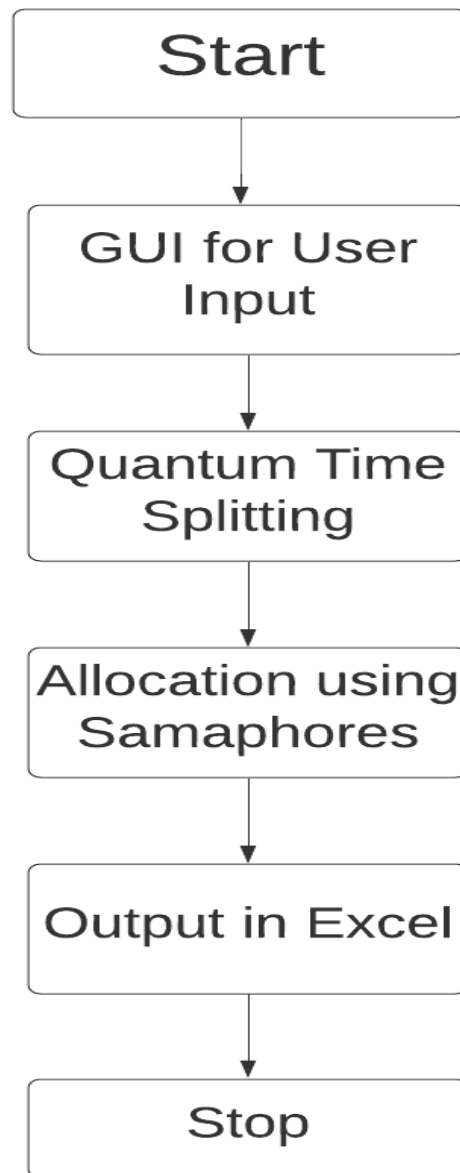 Start
GUI for User
Input
Quantum Time
Splitting
Allocation using
Samaphores
Output in Excel
Stop